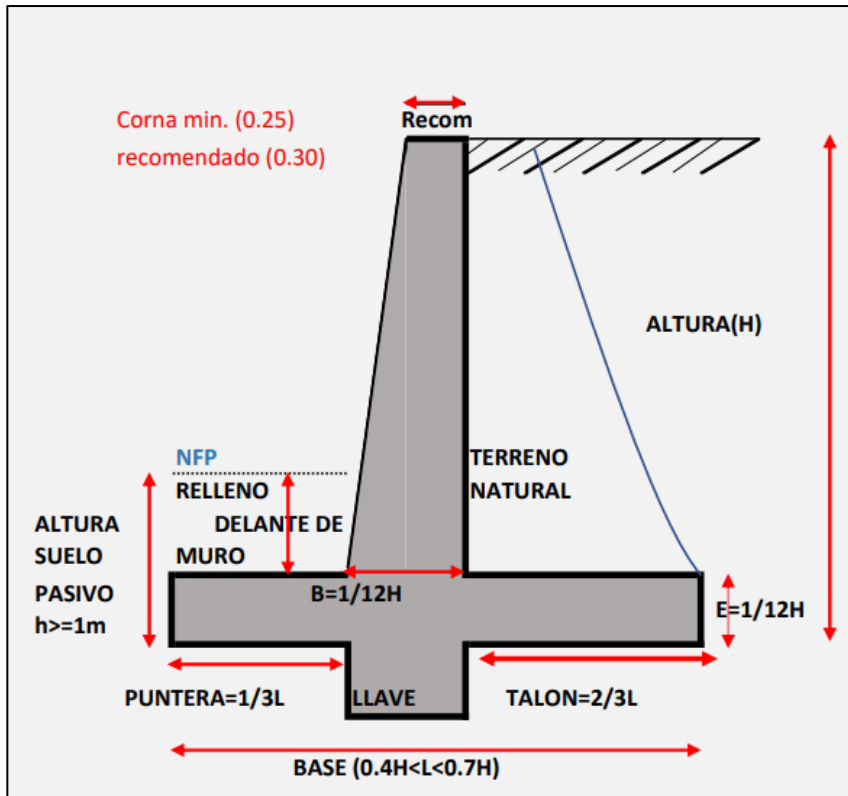 Corna min. (0.25)
recomendado (0.30)
Recom
ALTURA(H)
NFP
RELLENO
DELANTE DE
MURO
TERRENO
NATURAL
ALTURA
SUELO
PASIVO
h>=1m
B=1/12H
E=1/12H
PUNTERA=1/3L
LLAVE
TALON=2/3L
BASE (0.4H<L<0.7H)